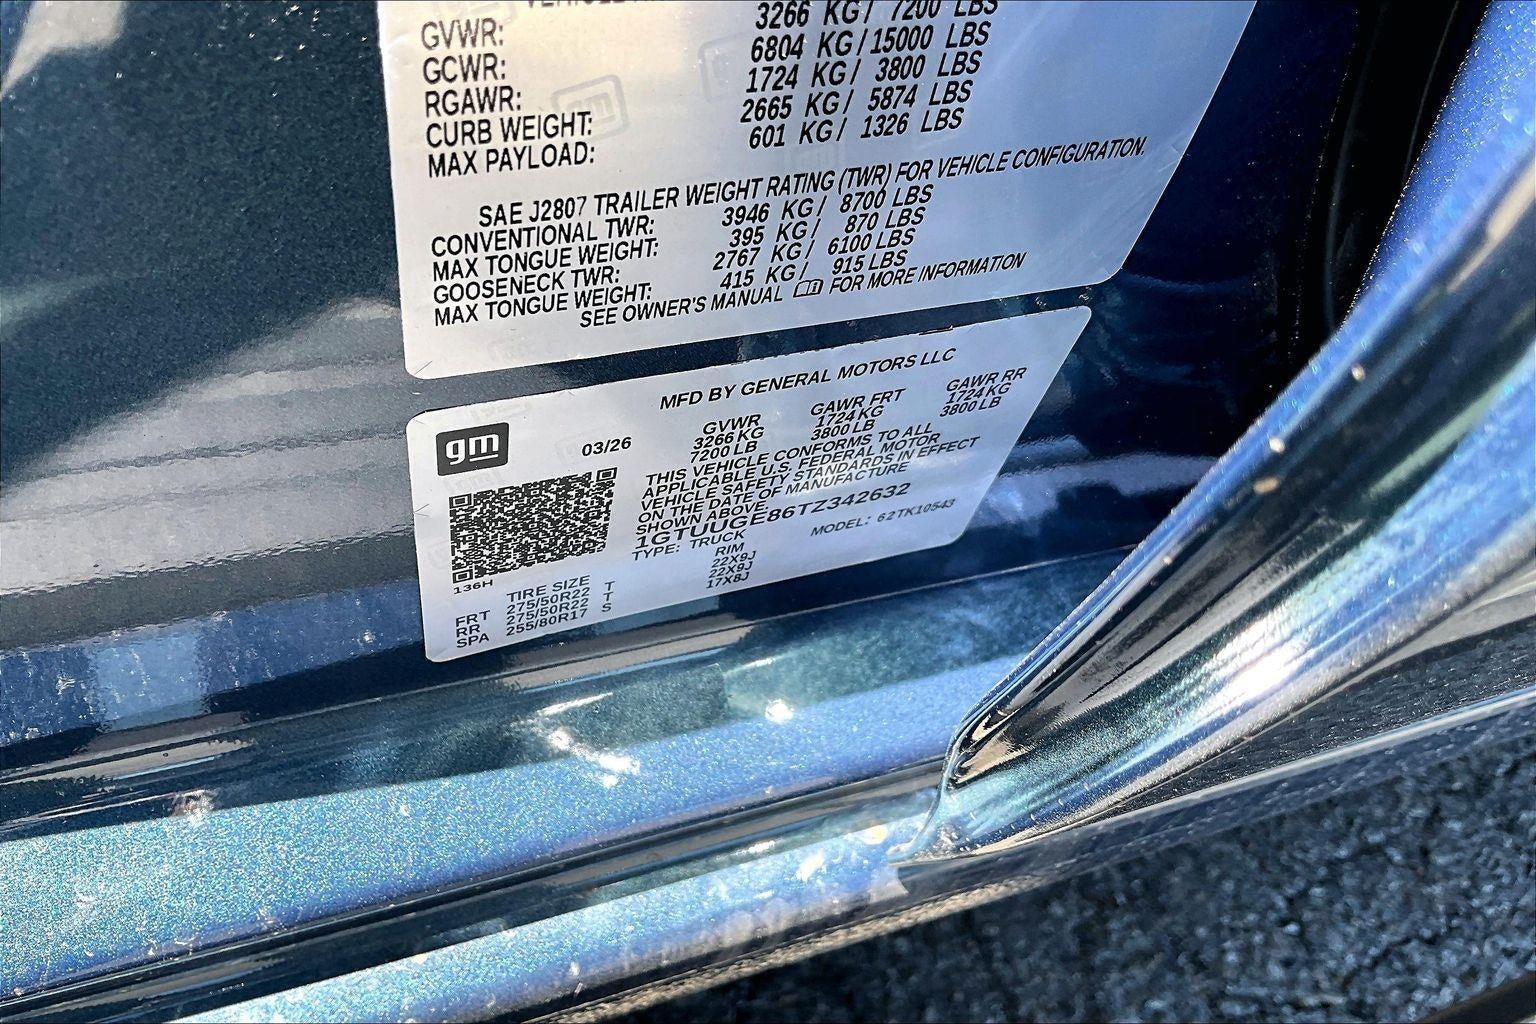 GVWR: 3266 KG / 7200 LBS
GCWR: 6804 KG / 15000 LBS
RGAWR: 1724 KG / 3800 LBS
CURB WEIGHT: 2665 KG / 5874 LBS
MAX PAYLOAD: 601 KG / 1326 LBS
SAE J2807 TRAILER WEIGHT RATING (TWR) FOR VEHICLE CONFIGURATION.
CONVENTIONAL TWR: 3946 KG / 8700 LBS
MAX TONGUE WEIGHT: 395 KG / 870 LBS
GOOSENECK TWR: 2767 KG / 6100 LBS
MAX TONGUE WEIGHT: 415 KG / 915 LBS
SEE OWNER'S MANUAL FOR MORE INFORMATION
MFD BY GENERAL MOTORS LLC
gm
03/26
GVWR GAWR FRT GAWR RR
3266 KG 1724 KG 1724 KG
7200 LB 3800 LB 3800 LB
THIS VEHICLE CONFORMS TO ALL
APPLICABLE U.S. FEDERAL MOTOR
VEHICLE SAFETY STANDARDS IN EFFECT
ON THE DATE OF MANUFACTURE
SHOWN ABOVE.
1GTUUGE86TZ342632
TYPE: TRUCK MODEL: 62TK10543
136H
TIRE SIZE RIM
FRT 275/50R22 T 22X9J
RR 275/50R22 T 22X9J
SPA 255/80R17 S 17X8J